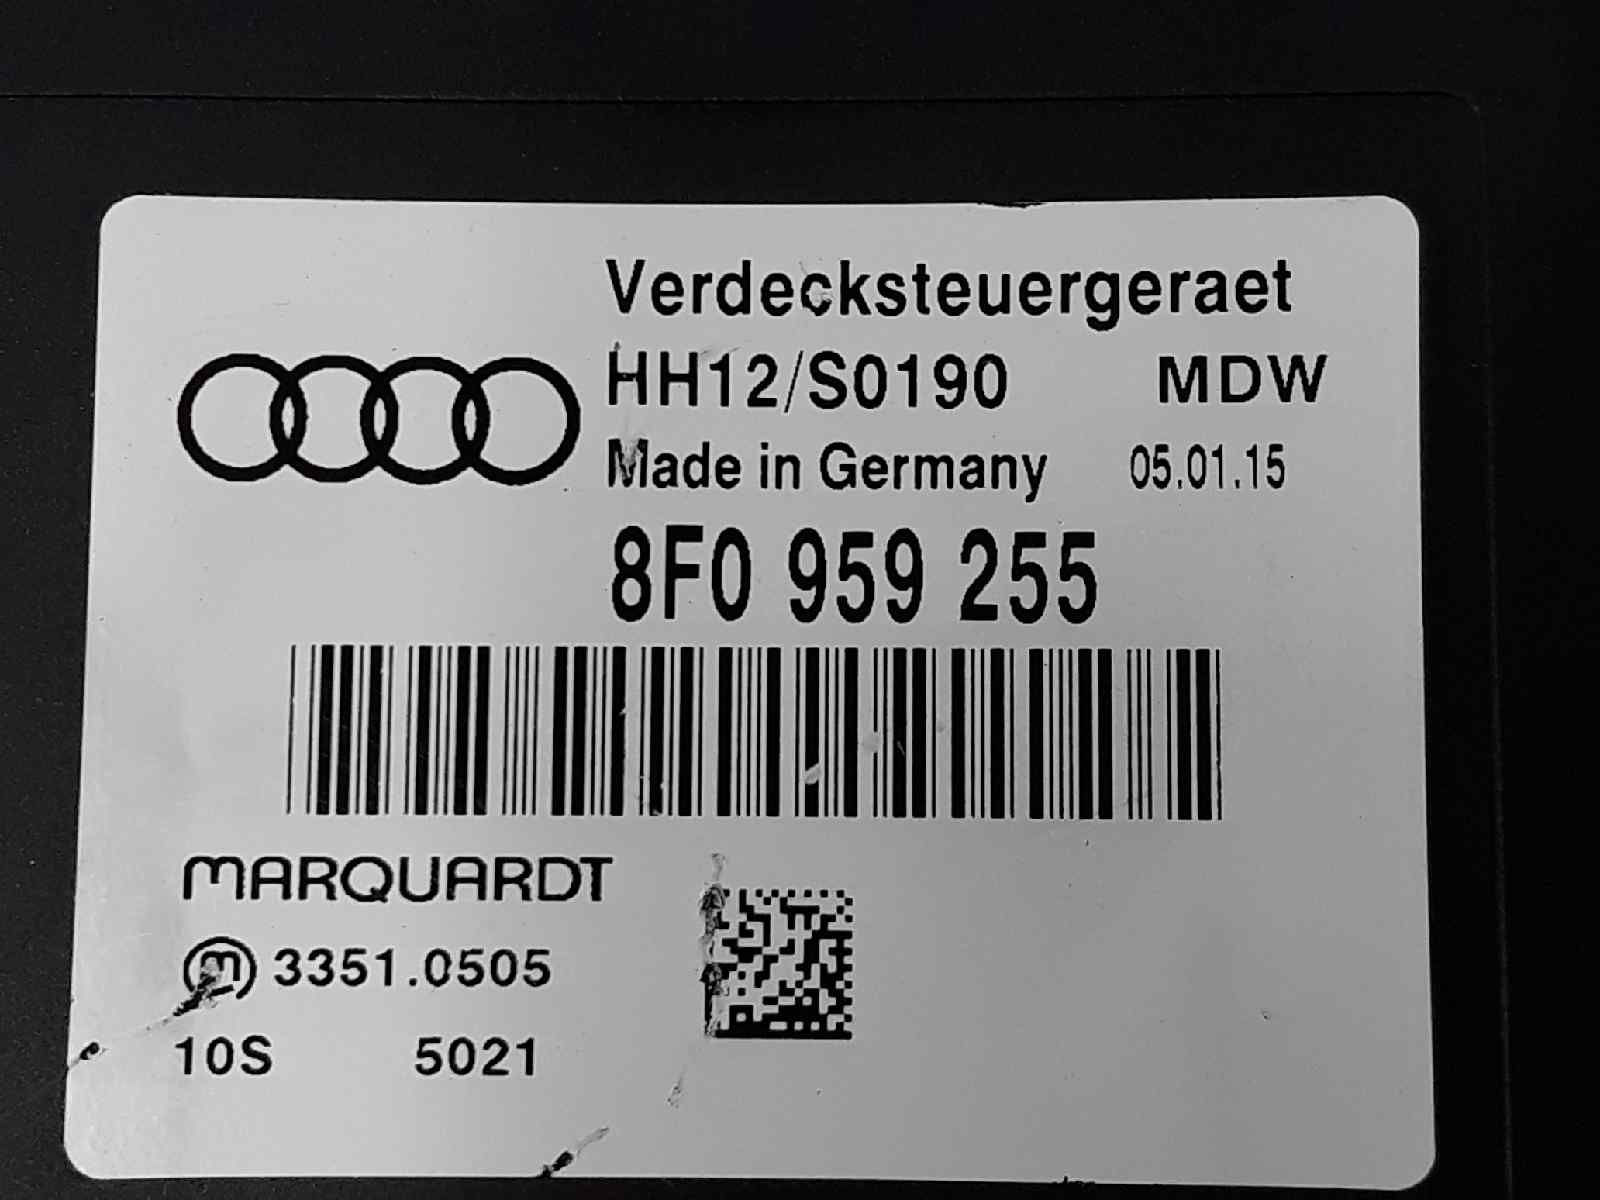 Verdecksteuergeraet
HH12/S0190 MDW
Made in Germany 05.01.15
8F0 959 255
MARQUARDT
m 3351.0505
10S 5021